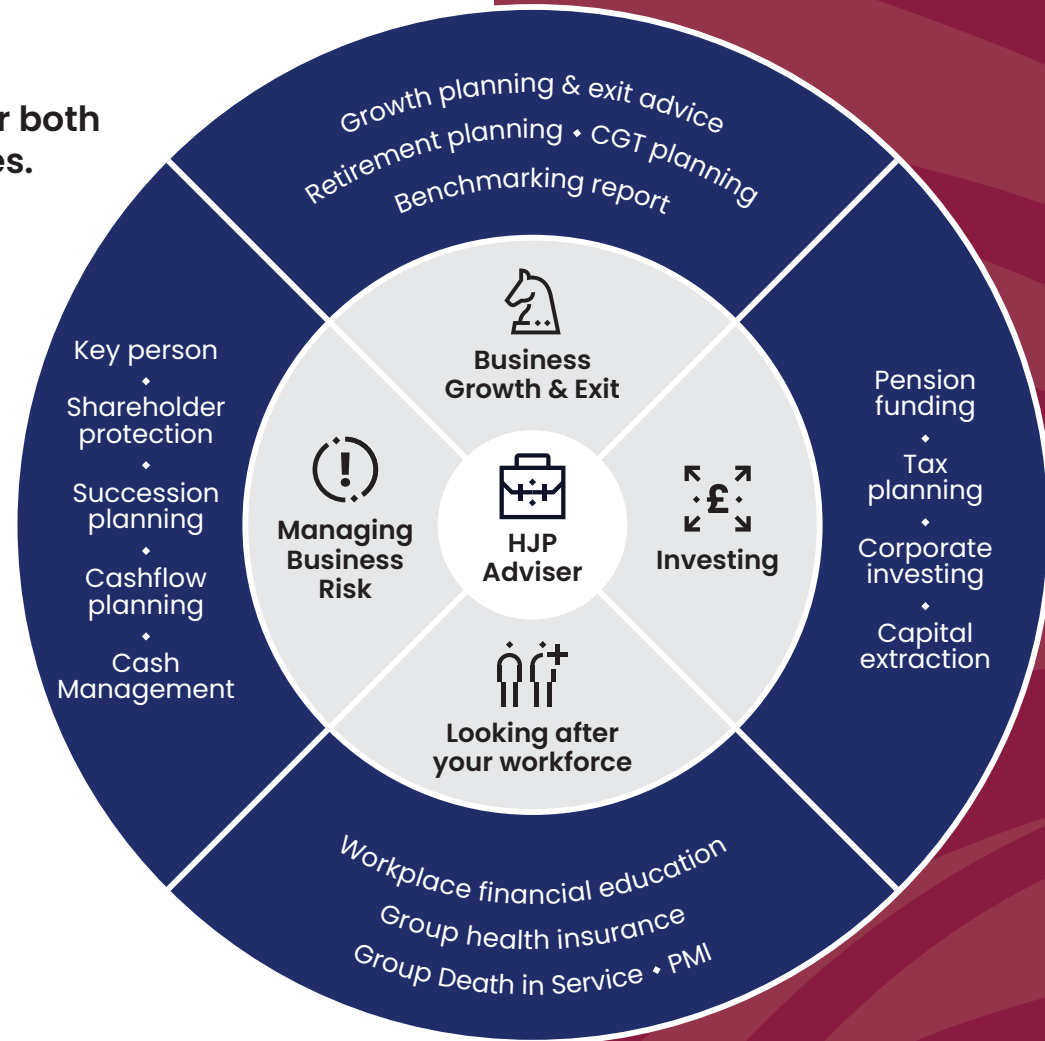 r both
es.
Growth planning & exit advice
Retirement planning • CGT planning
Benchmarking report
Business
Growth & Exit
Key person
•
Shareholder
protection
•
Succession
planning
•
Cashflow
planning
•
Cash
Management
Managing
Business
Risk
HJP
Adviser
£
Investing
Pension
funding
•
Tax
planning
•
Corporate
investing
•
Capital
extraction
Looking after
your workforce
Workplace financial education
Group health insurance
Group Death in Service • PMI